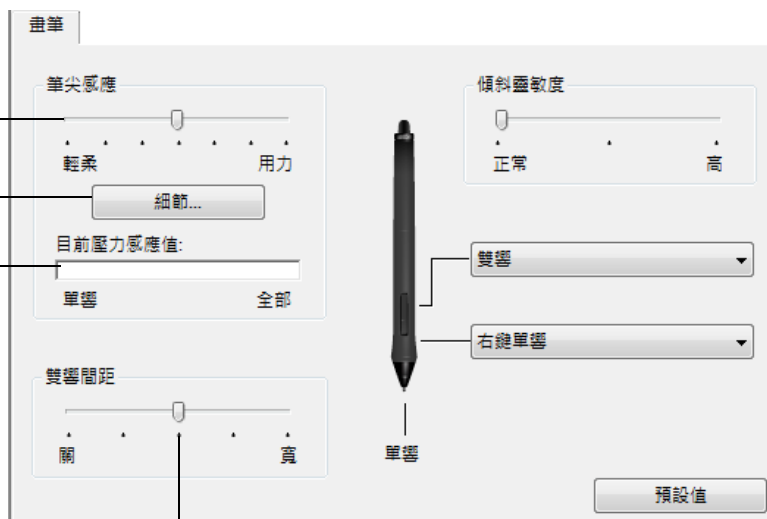 畫筆
筆尖感應
輕柔 用力
細節...
目前壓力感應值:
單響 全部
雙響間距
關 寬
單響
傾斜靈敏度
正常 高
雙響
右鍵單響
預設值